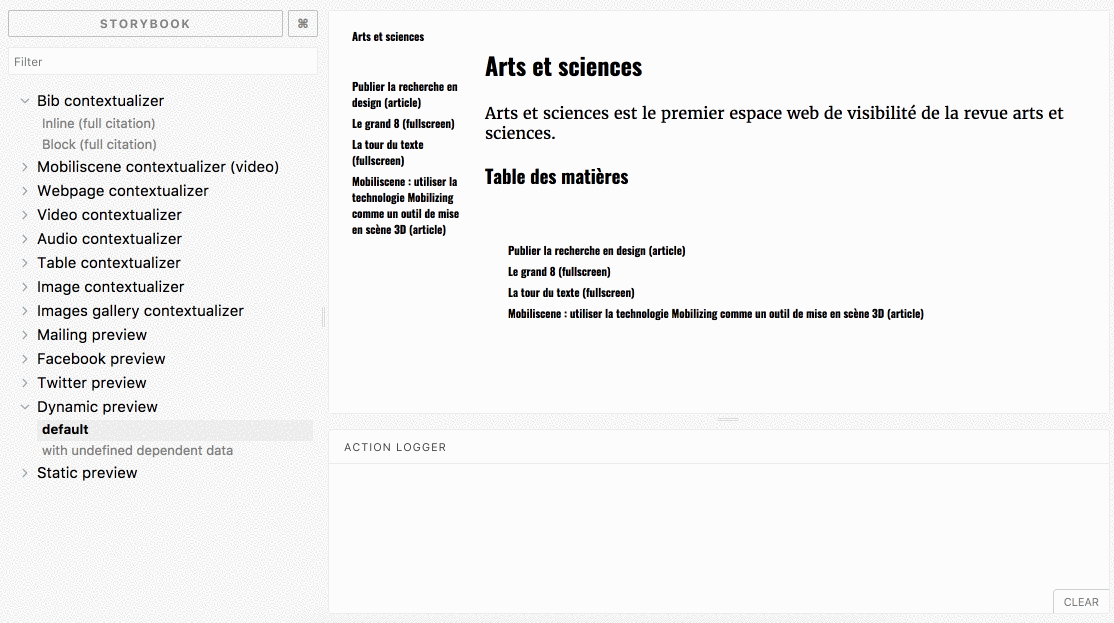 STORYBOOK
⌘
Filter
Bib contextualizer
Inline (full citation)
Block (full citation)
Mobiliscene contextualizer (video)
Webpage contextualizer
Video contextualizer
Audio contextualizer
Table contextualizer
Image contextualizer
Images gallery contextualizer
Mailing preview
Facebook preview
Twitter preview
Dynamic preview
default
with undefined dependent data
Static preview
Arts et sciences
Publier la recherche en
design (article)
Le grand 8 (fullscreen)
La tour du texte
(fullscreen)
Mobiliscene : utiliser la
technologie Mobilizing
comme un outil de mise
en scène 3D (article)
Arts et sciences
Arts et sciences est le premier espace web de visibilité de la revue arts et
sciences.
Table des matières
Publier la recherche en design (article)
Le grand 8 (fullscreen)
La tour du texte (fullscreen)
Mobiliscene : utiliser la technologie Mobilizing comme un outil de mise en scène 3D (article)
ACTION LOGGER
CLEAR